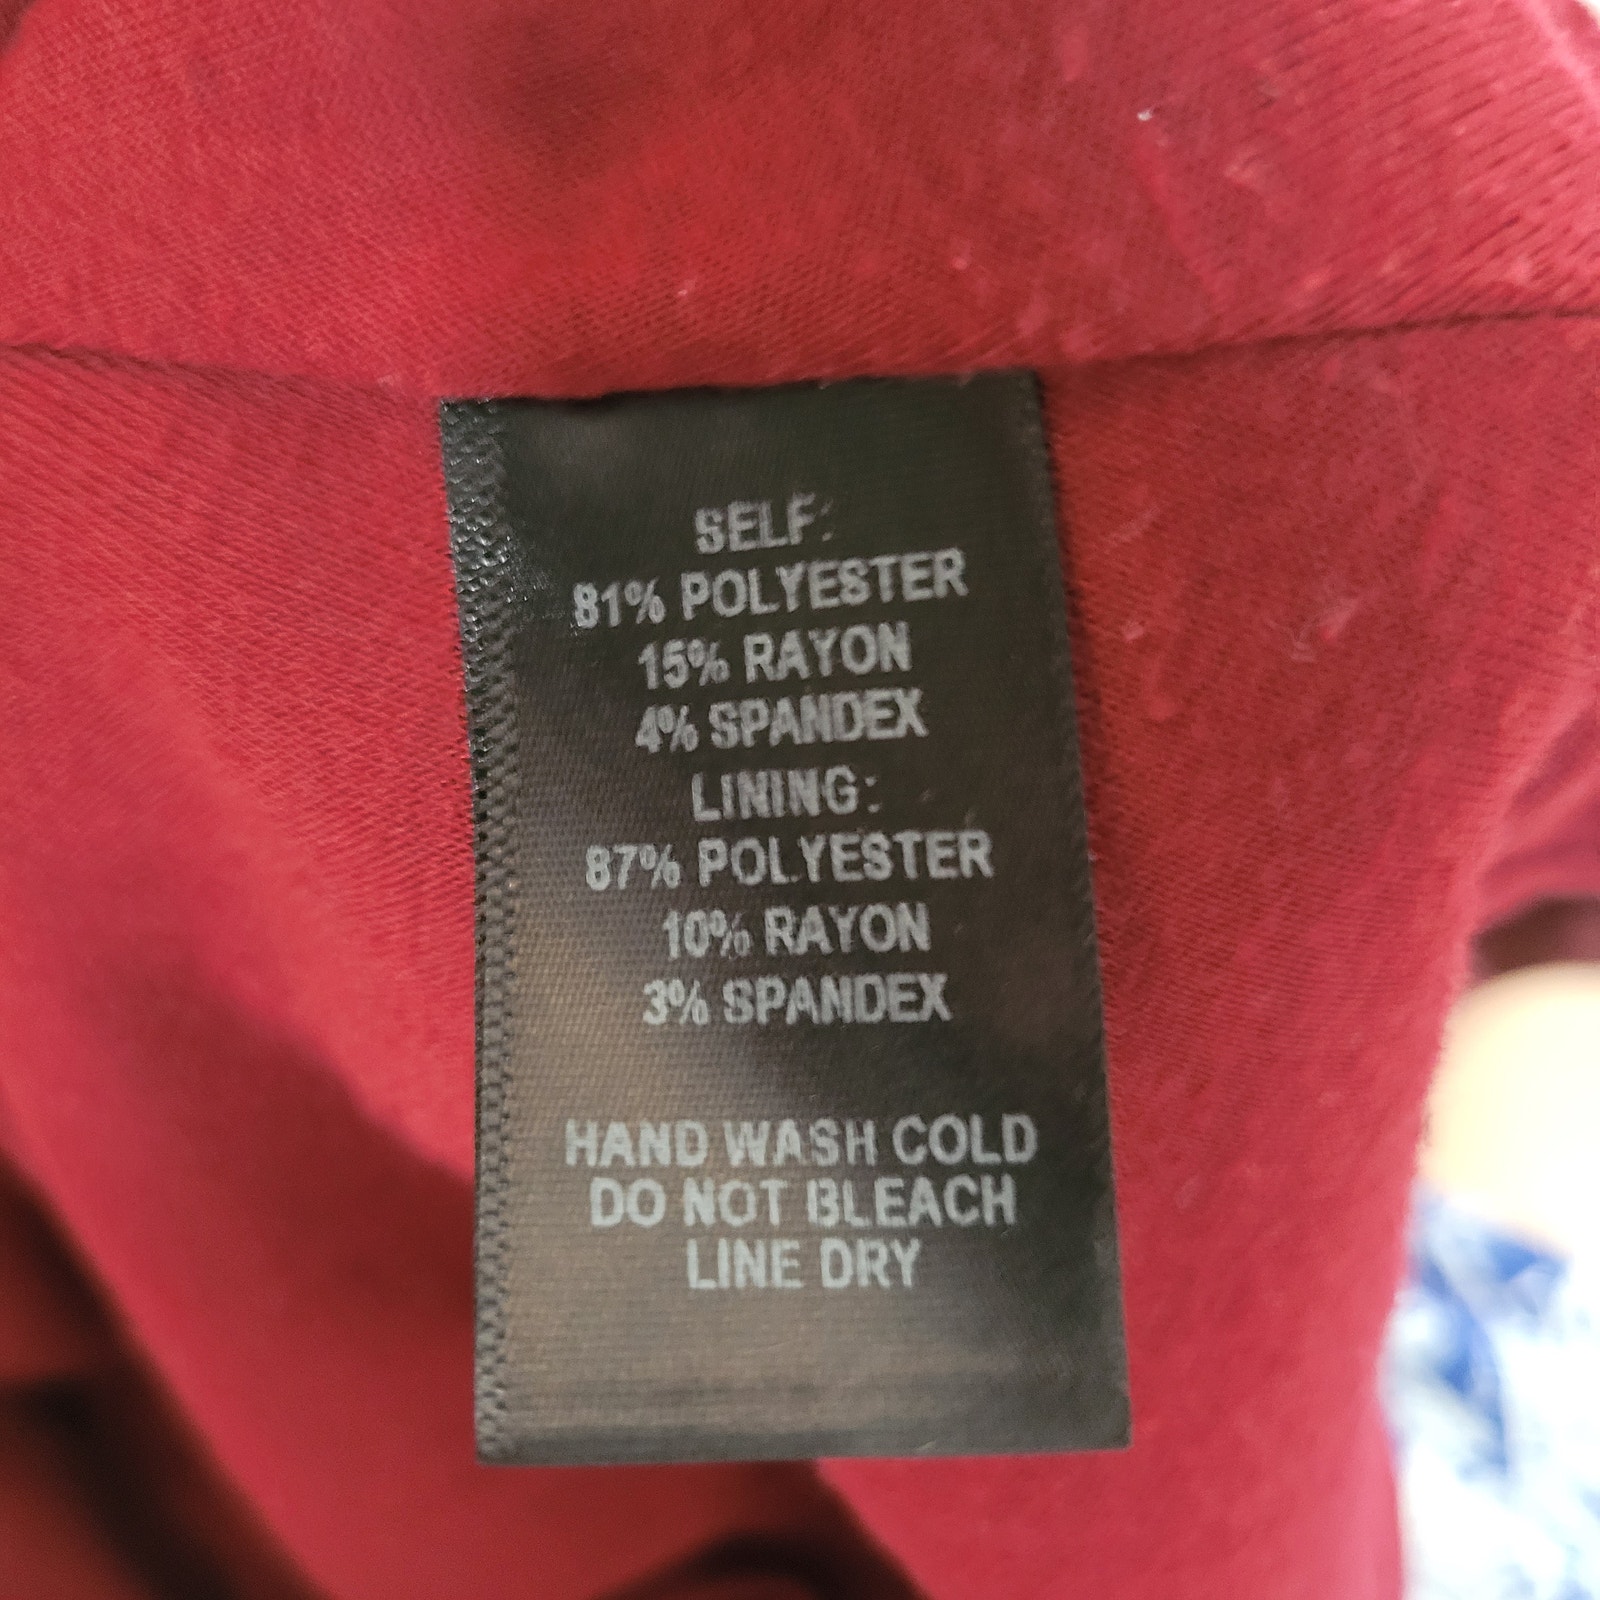 SELF:
81% POLYESTER
15% RAYON
4% SPANDEX
LINING:
87% POLYESTER
10% RAYON
3% SPANDEX
HAND WASH COLD
DO NOT BLEACH
LINE DRY